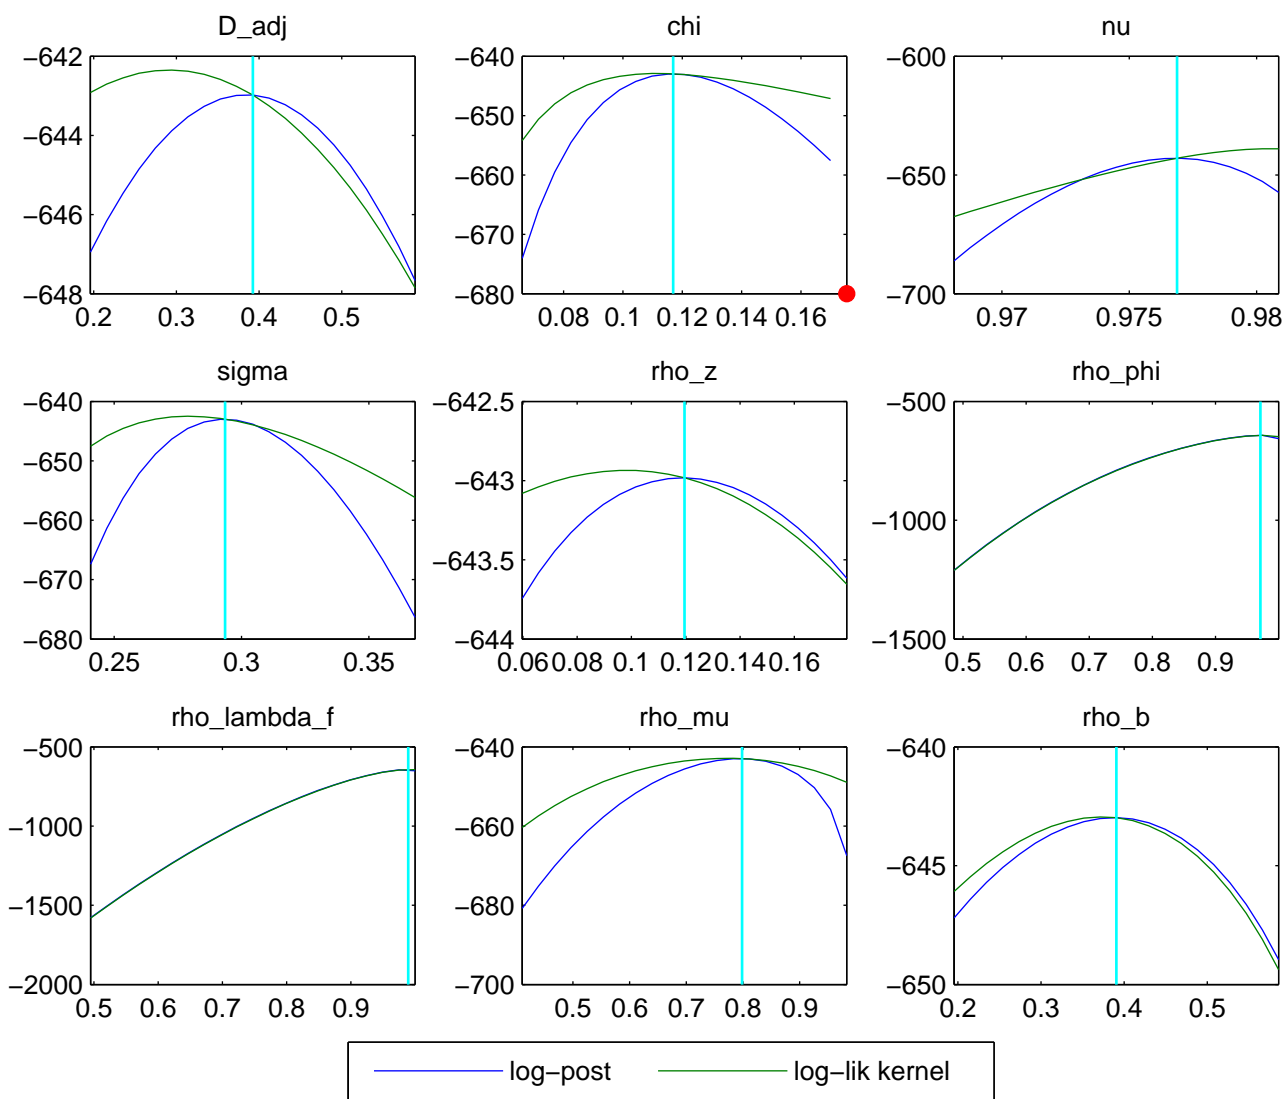 D_adj
chi
nu
−642
−644
−646
−648
0.2 0.3 0.4 0.5
−640
−650
−660
−670
−680
0.08 0.1 0.12 0.14 0.16
−600
−650
−700
0.97 0.975 0.98
sigma
rho_z
rho_phi
−640
−650
−660
−670
−680
0.25 0.3 0.35
−642.5
−643
−643.5
−644
0.06 0.08 0.1 0.12 0.14 0.16
−500
−1000
−1500
0.5 0.6 0.7 0.8 0.9
rho_lambda_f
rho_mu
rho_b
−500
−1000
−1500
−2000
0.5 0.6 0.7 0.8 0.9
−640
−660
−680
−700
0.5 0.6 0.7 0.8 0.9
−640
−645
−650
0.2 0.3 0.4 0.5
log−post log−lik kernel